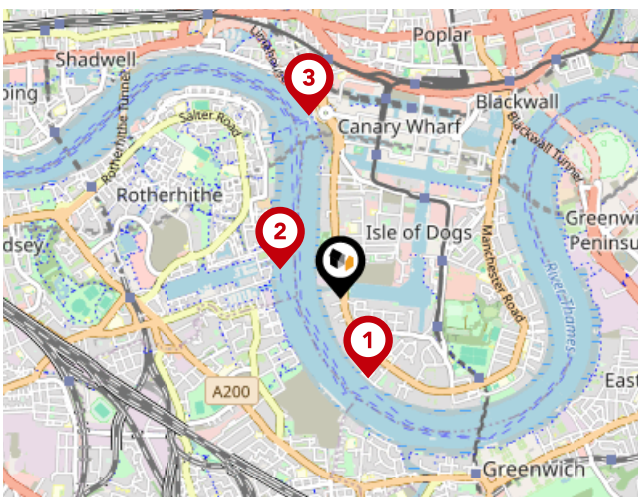 Poplar
Shadwell
Limehouse
ping
3
Blackwall
Salter Road
Canary Wharf
Rotherhithe Tunnel
Blackwall Tunnel
Rotherhithe
Greenwi
Peninsu
2
Isle of Dogs
dsey
Manchester Road
River Thames
1
A200
East
Greenwich